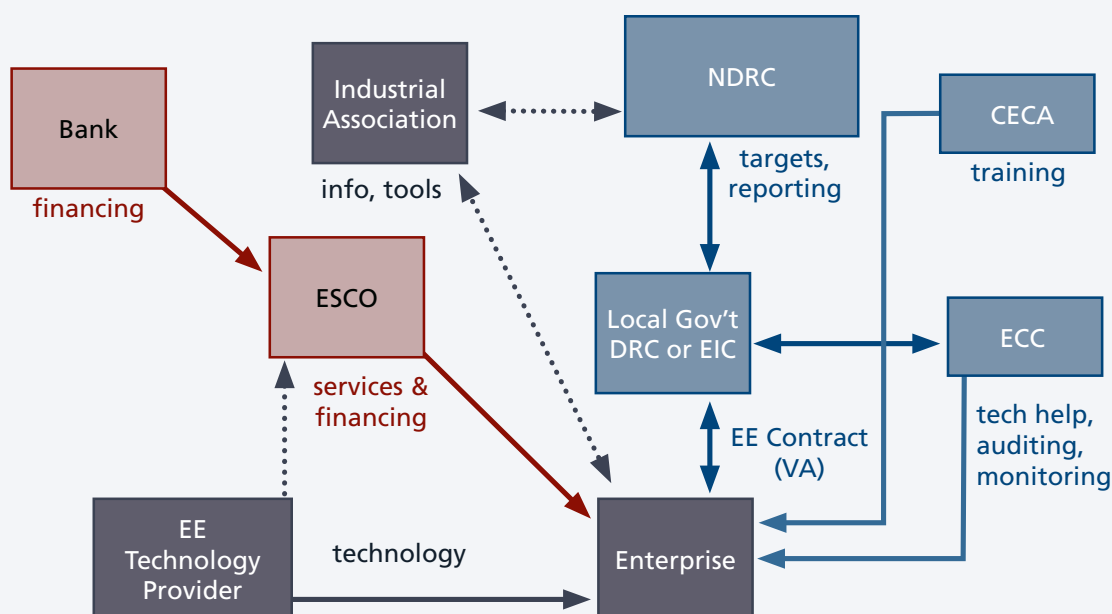 Industrial
Association
NDRC
Bank
CECA
targets,
reporting
training
info, tools
financing
ESCO
Local Gov't
DRC or EIC
ECC
services &
financing
EE Contract
(VA)
tech help,
auditing,
monitoring
EE
Technology
Provider
technology
Enterprise